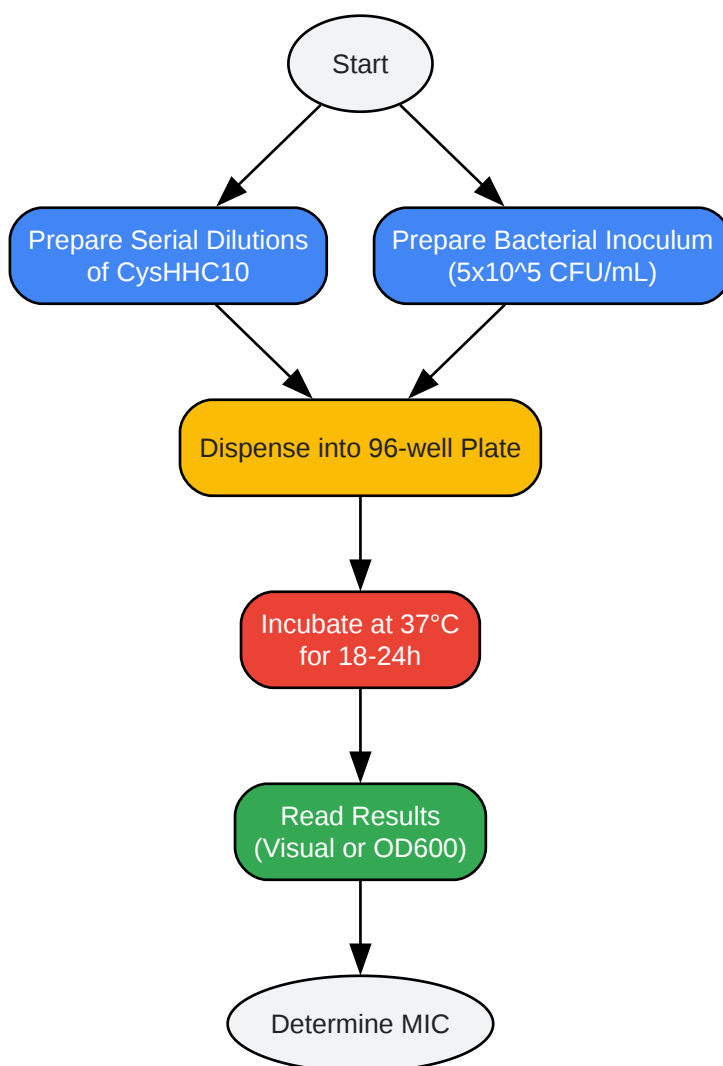 Start
Prepare Serial Dilutions
of CysHHC10
Prepare Bacterial Inoculum
(5x10^5 CFU/mL)
Dispense into 96-well Plate
Incubate at 37°C
for 18-24h
Read Results
(Visual or OD600)
Determine MIC